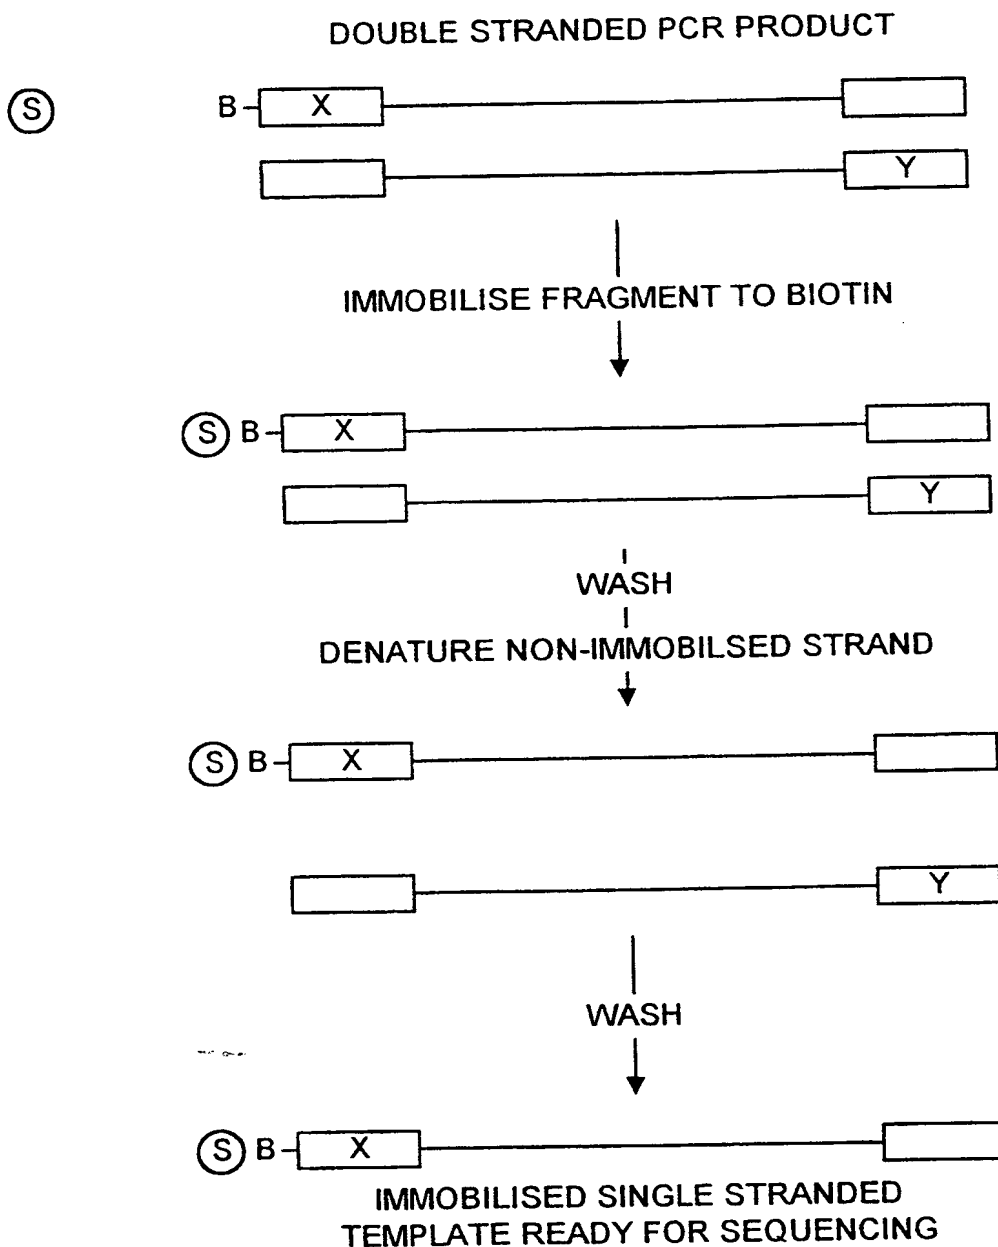 DOUBLE STRANDED PCR PRODUCT
S B X
Y
IMMOBILISE FRAGMENT TO BIOTIN
S B X
Y
WASH
DENATURE NON-IMMOBILSED STRAND
S B X
Y
WASH
S B X
IMMOBILISED SINGLE STRANDED
TEMPLATE READY FOR SEQUENCING